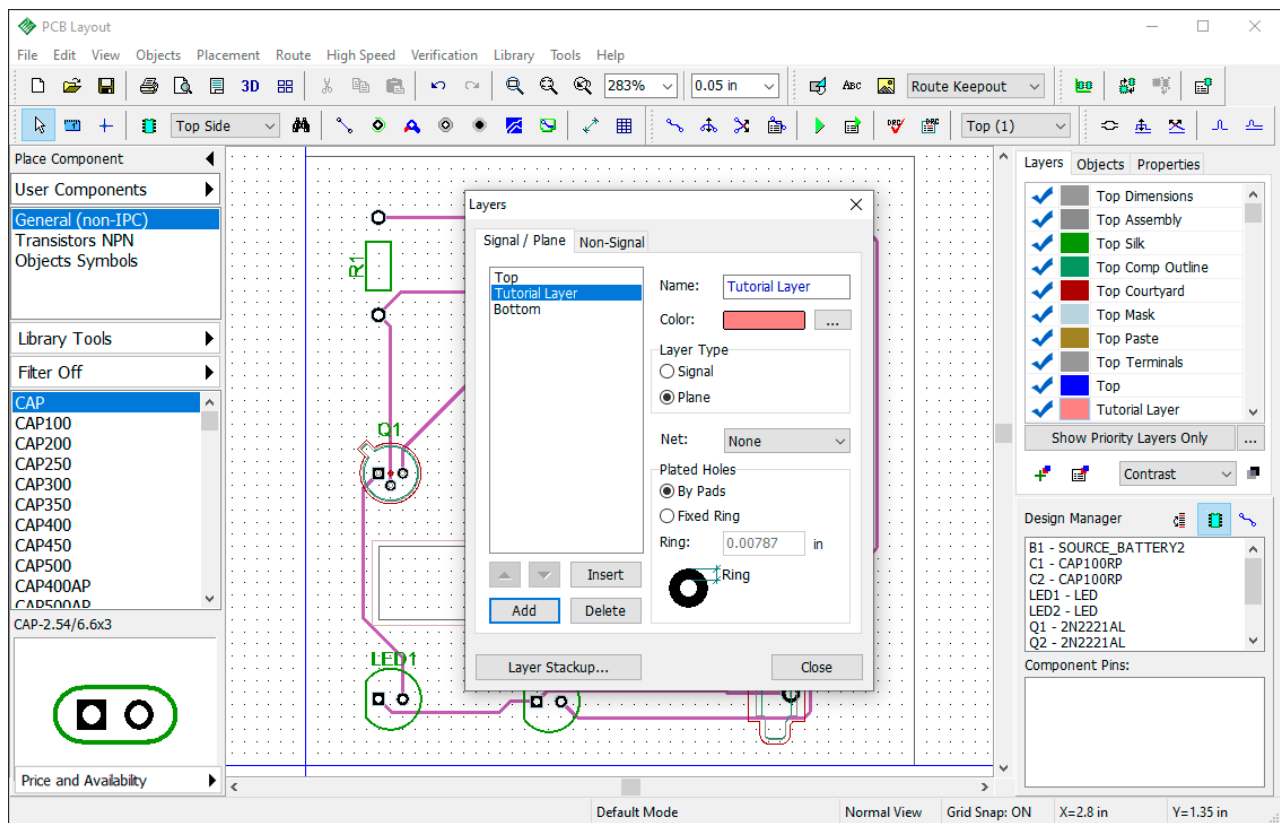 PCB Layout
File Edit View Objects Placement Route High Speed Verification Library Tools Help
3D 283% 0.05 in ABC Route Keepout
Top Side DRC DRC Top (1)
Place Component
User Components
General (non-IPC)
Transistors NPN
Objects Symbols
Library Tools
Filter Off
CAP
CAP100
CAP200
CAP250
CAP300
CAP350
CAP400
CAP450
CAP500
CAP400AP
CAP500AP
CAP-2.54/6.6x3
Price and Availabilty
R1
Q1
LED1
Layers
Signal / Plane Non-Signal
Top
Tutorial Layer
Bottom
Insert
Add Delete
Name: Tutorial Layer
Color: ...
Layer Type
Signal
Plane
Net: None
Plated Holes
By Pads
Fixed Ring
Ring: 0.00787 in
Ring
Layer Stackup... Close
Layers Objects Properties
Top Dimensions
Top Assembly
Top Silk
Top Comp Outline
Top Courtyard
Top Mask
Top Paste
Top Terminals
Top
Tutorial Layer
Show Priority Layers Only ...
Contrast
Design Manager
B1 - SOURCE_BATTERY2
C1 - CAP100RP
C2 - CAP100RP
LED1 - LED
LED2 - LED
Q1 - 2N2221AL
Q2 - 2N2221AL
Component Pins:
Default Mode Normal View Grid Snap: ON X=2.8 in Y=1.35 in